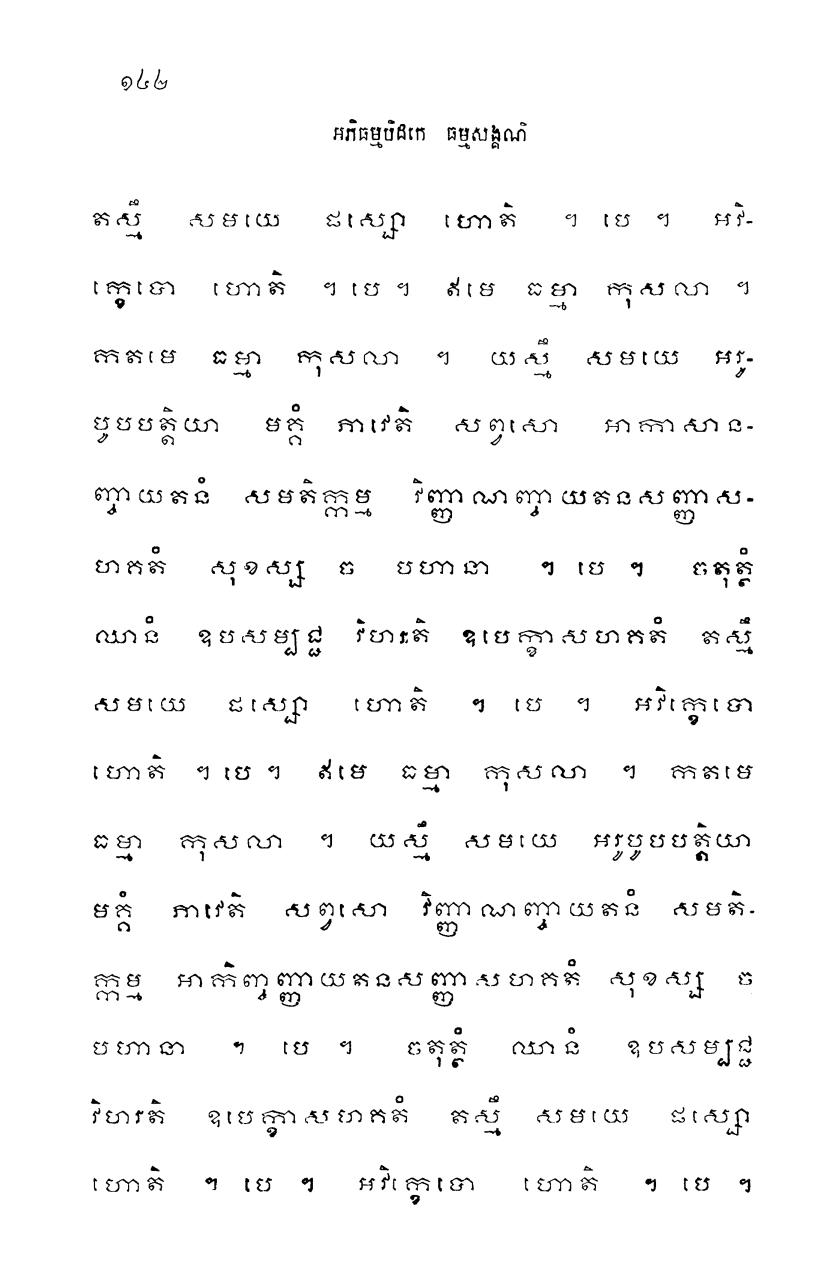 ១៤២
អភិធម្មបិដកេ ធម្មសង្គណិ
តស្មឹ សមយេ ផស្សោ ហោតិ ។ បេ ។ អវិ-
ក្ខេបោ ហោតិ ។ បេ ។ ឥមេ ធម្មា កុសលា ។
កតមេ ធម្មា កុសលា ។ យស្មឹ សមយេ អរូ-
បូបបត្តិយា មគ្គំ ភាវេតិ សព្វសោ អាកាសាន-
ញ្ចាយតនំ សមតិក្កម្ម វិញ្ញាណញ្ចាយតនសញ្ញាស-
ហគតំ សុខស្ស ច បហានា ។ បេ ។ ចតុត្ថំ
ឈានំ ឧបសម្បជ្ជ វិហរតិ ឧបេក្ខាសហគតំ តស្មឹ
សមយេ ផស្សោ ហោតិ ។ បេ ។ អវិក្ខេបោ
ហោតិ ។ បេ ។ ឥមេ ធម្មា កុសលា ។ កតមេ
ធម្មា កុសលា ។ យស្មឹ សមយេ អរូបូបបត្តិយា
មគ្គំ ភាវេតិ សព្វសោ វិញ្ញាណញ្ចាយតនំ សមតិ-
ក្កម្ម អាកិញ្ចញ្ញាយតនសញ្ញាសហគតំ សុខស្ស ច
បហានា ។ បេ ។ ចតុត្ថំ ឈានំ ឧបសម្បជ្ជ
វិហរតិ ឧបេក្ខាសហគតំ តស្មឹ សមយេ ផស្សោ
ហោតិ ។ បេ ។ អវិក្ខេបោ ហោតិ ។ បេ ។